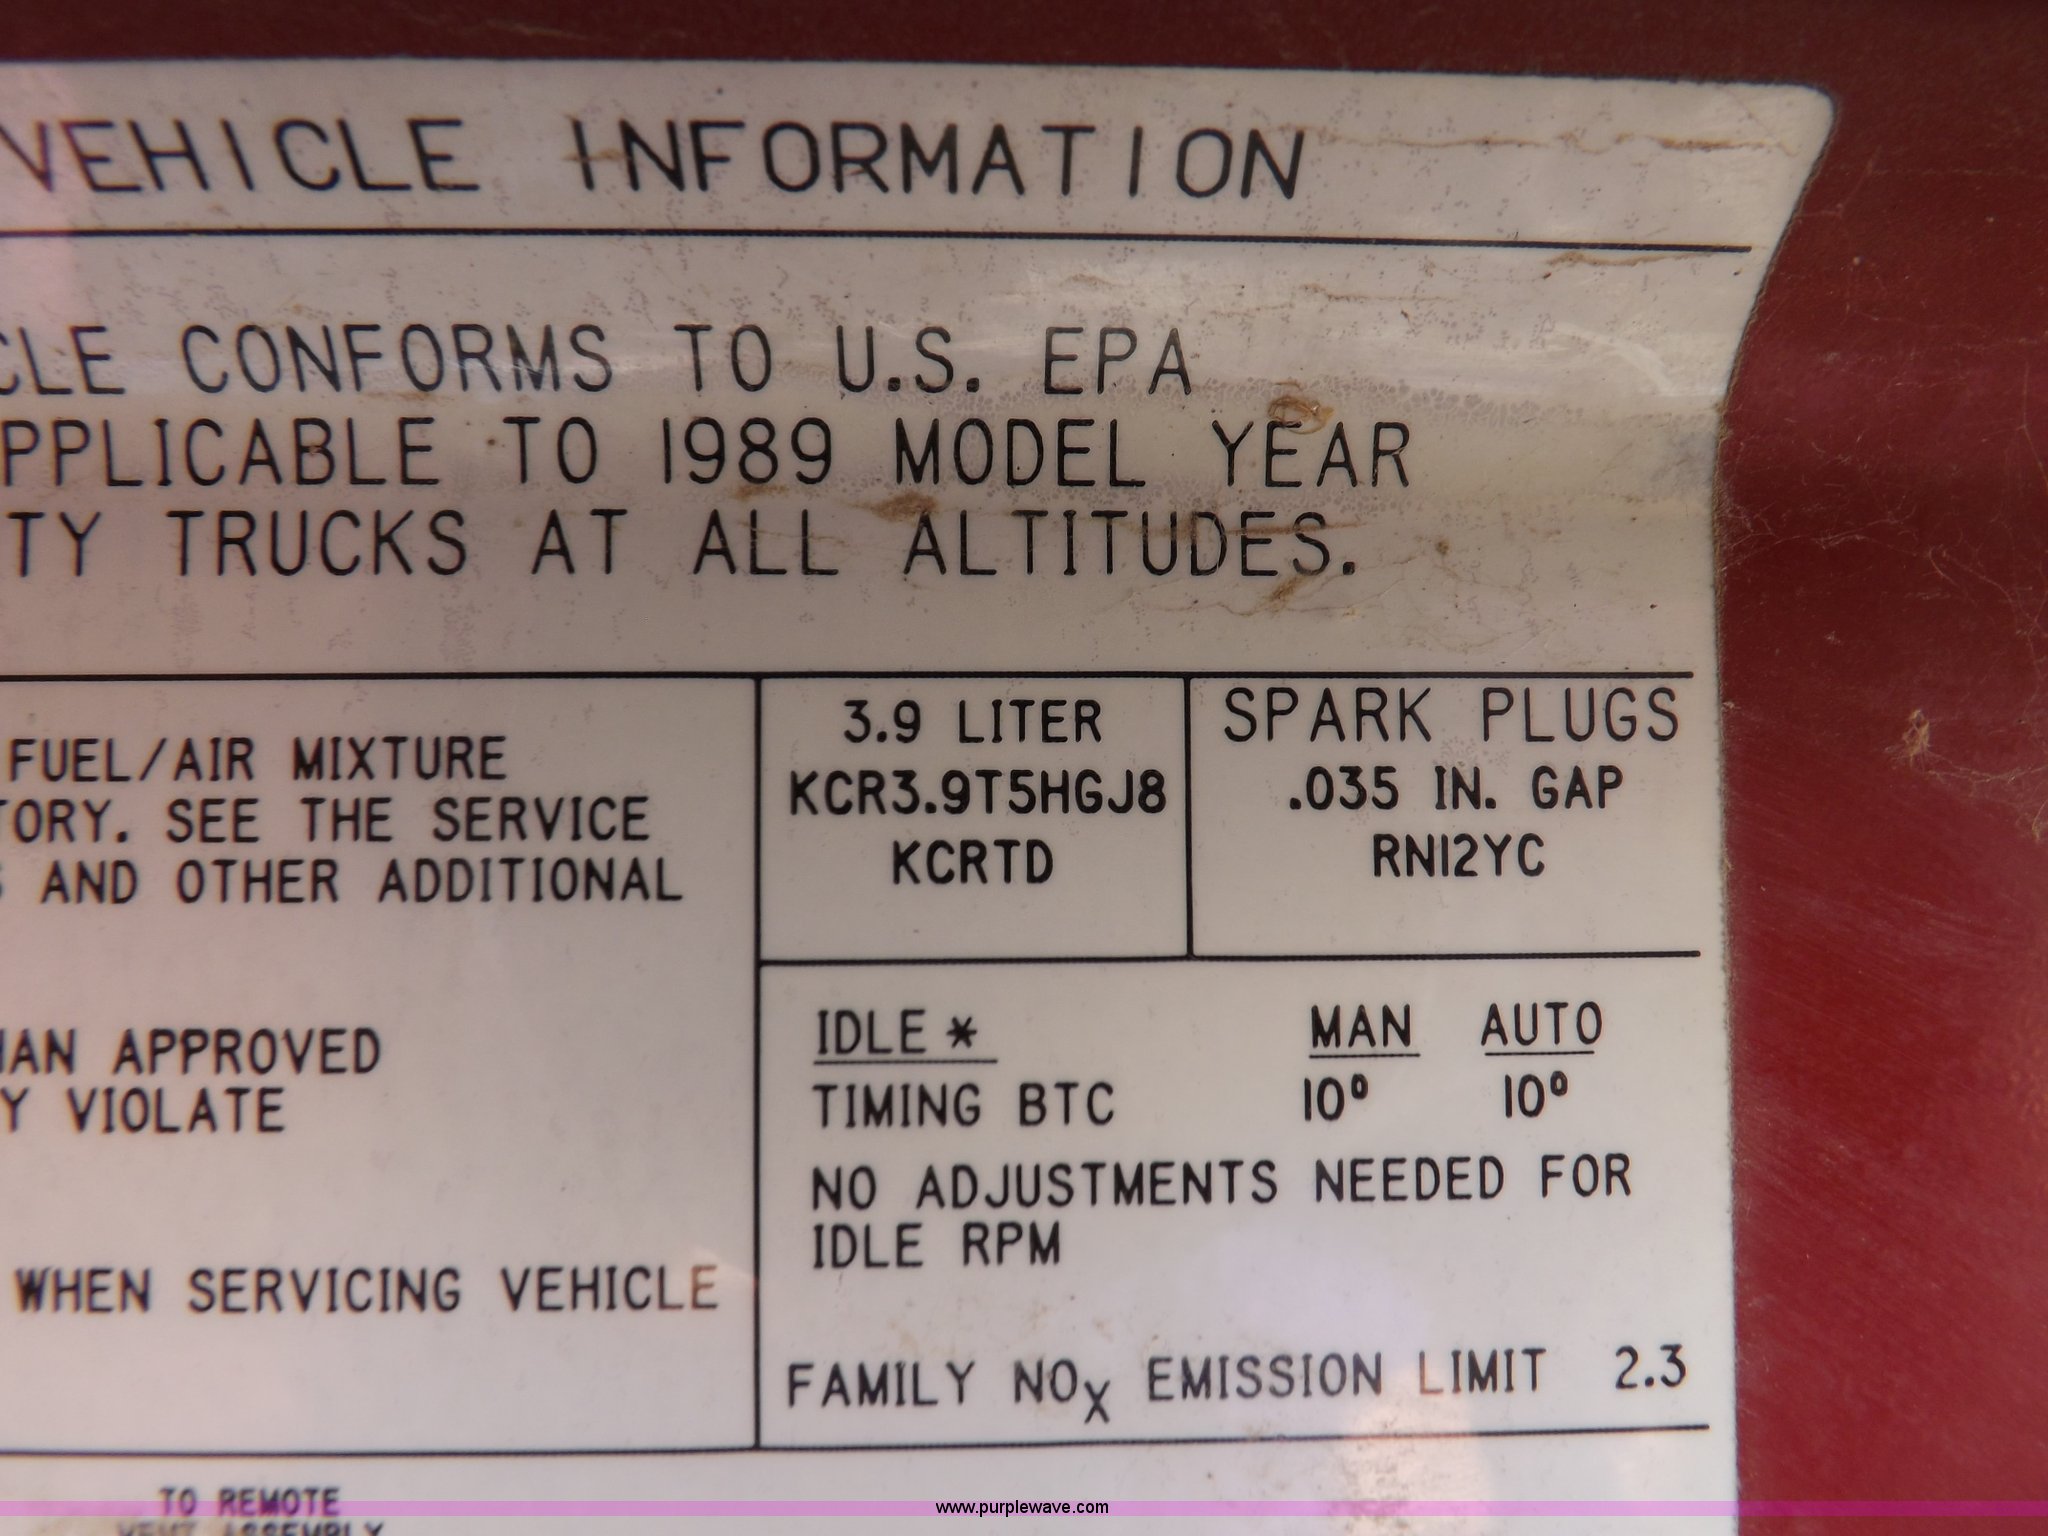 VEHICLE INFORMATION
CLE CONFORMS TO U.S. EPA
PPLICABLE TO 1989 MODEL YEAR
TY TRUCKS AT ALL ALTITUDES.
FUEL/AIR MIXTURE
TORY. SEE THE SERVICE
S AND OTHER ADDITIONAL
HAN APPROVED
Y VIOLATE
WHEN SERVICING VEHICLE
3.9 LITER
KCR3.9T5HGJ8
KCRTD
SPARK PLUGS
.035 IN. GAP
RN12YC
IDLE * MAN AUTO
TIMING BTC 10° 10°
NO ADJUSTMENTS NEEDED FOR
IDLE RPM
FAMILY NOX EMISSION LIMIT 2.3
TO REMOTE
VENT ASSEMBLY
www.purplewave.com